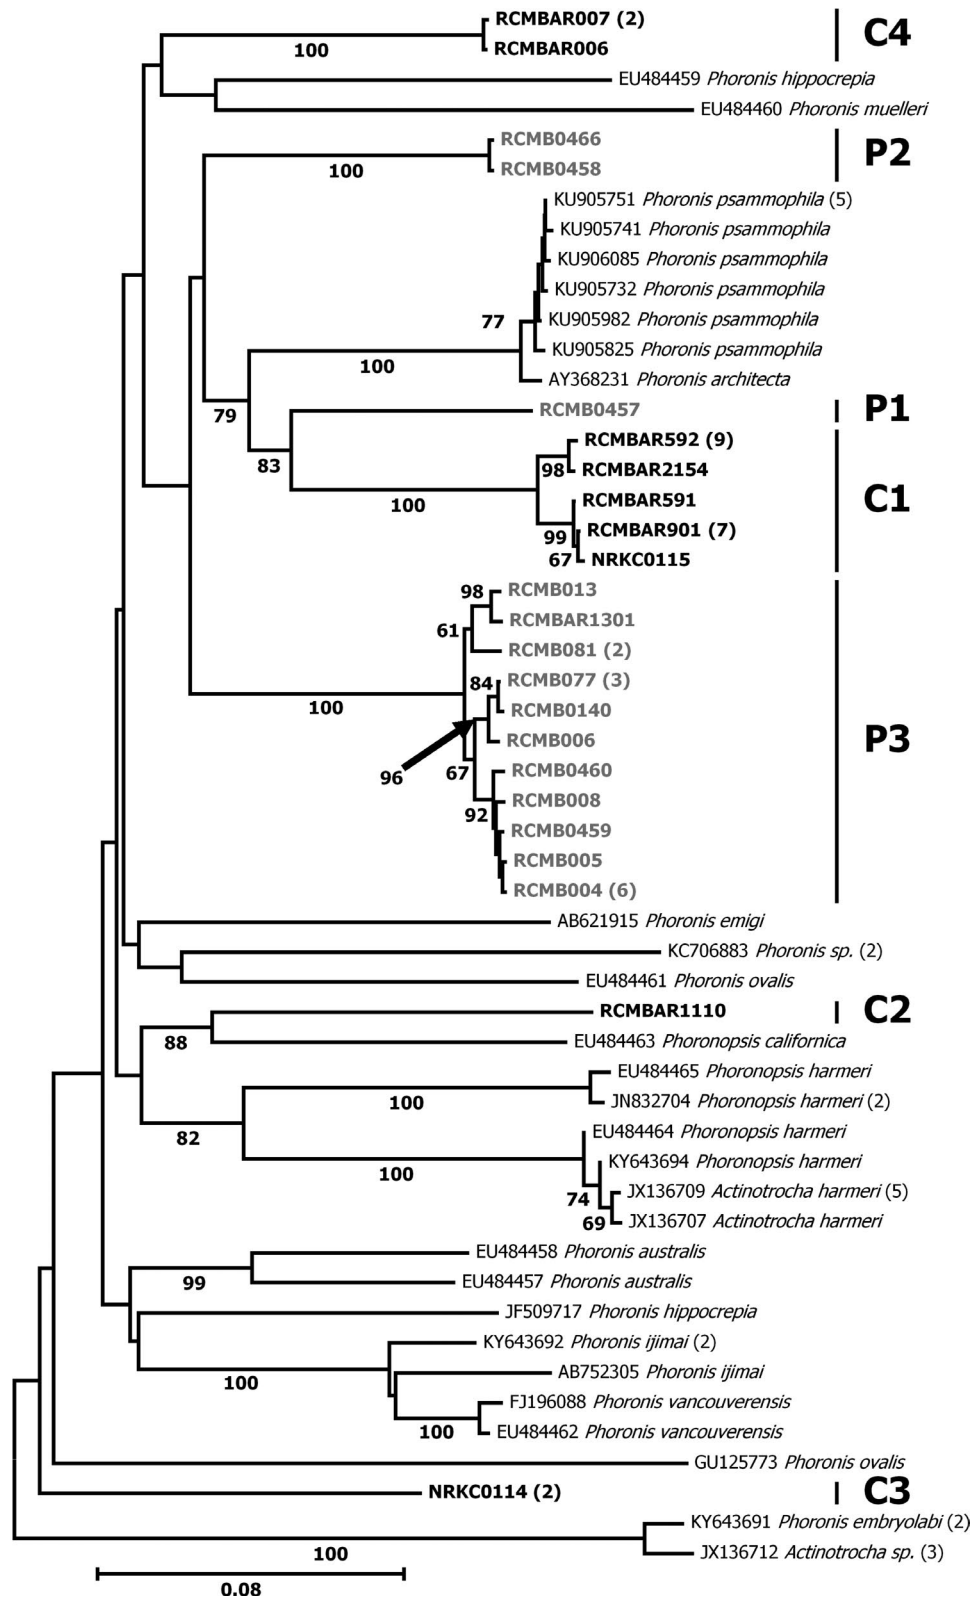 RCMBAR007 (2)
C4
100
RCMBAR006
EU484459 Phoronis hippocrepia
EU484460 Phoronis muelleri
RCMB0466
P2
100
RCMB0458
KU905751 Phoronis psammophila (5)
KU905741 Phoronis psammophila
KU906085 Phoronis psammophila
KU905732 Phoronis psammophila
77
KU905982 Phoronis psammophila
KU905825 Phoronis psammophila
100
AY368231 Phoronis architecta
79
RCMB0457
P1
83
RCMBAR592 (9)
98
RCMBAR2154
100
RCMBAR591
C1
99
RCMBAR901 (7)
67
NRKC0115
98
RCMB013
RCMBAR1301
61
RCMB081 (2)
84
RCMB077 (3)
100
RCMB0140
RCMB006
P3
96
67
RCMB0460
92
RCMB008
RCMB0459
RCMB005
RCMB004 (6)
AB621915 Phoronis emigi
KC706883 Phoronis sp. (2)
EU484461 Phoronis ovalis
RCMBAR1110
C2
88
EU484463 Phoronopsis californica
EU484465 Phoronopsis harmeri
100
JN832704 Phoronopsis harmeri (2)
82
EU484464 Phoronopsis harmeri
KY643694 Phoronopsis harmeri
100
74
JX136709 Actinotrocha harmeri (5)
69
JX136707 Actinotrocha harmeri
EU484458 Phoronis australis
99
EU484457 Phoronis australis
JF509717 Phoronis hippocrepia
KY643692 Phoronis ijimai (2)
100
AB752305 Phoronis ijimai
FJ196088 Phoronis vancouverensis
100
EU484462 Phoronis vancouverensis
GU125773 Phoronis ovalis
NRKC0114 (2)
C3
KY643691 Phoronis embryolabi (2)
100
JX136712 Actinotrocha sp. (3)
0.08